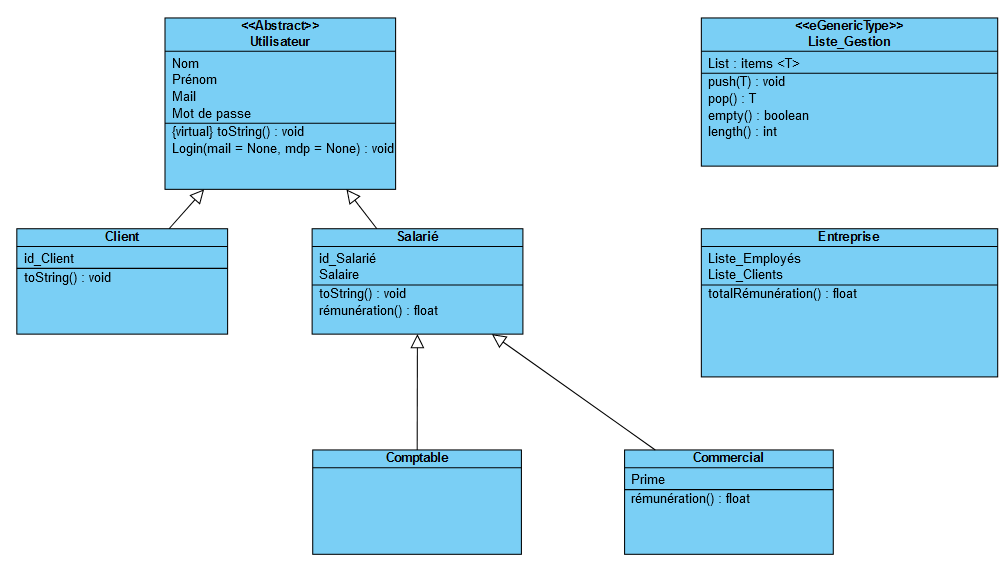 <<Abstract>>
Utilisateur
Nom
Prénom
Mail
Mot de passe
{virtual} toString() : void
Login(mail = None, mdp = None) : void
<<eGenericType>>
Liste_Gestion
List : items <T>
push(T) : void
pop() : T
empty() : boolean
length() : int
Client
id_Client
toString() : void
Salarié
id_Salarié
Salaire
toString() : void
rémunération() : float
Entreprise
Liste_Employés
Liste_Clients
totalRémunération() : float
Comptable
Commercial
Prime
rémunération() : float